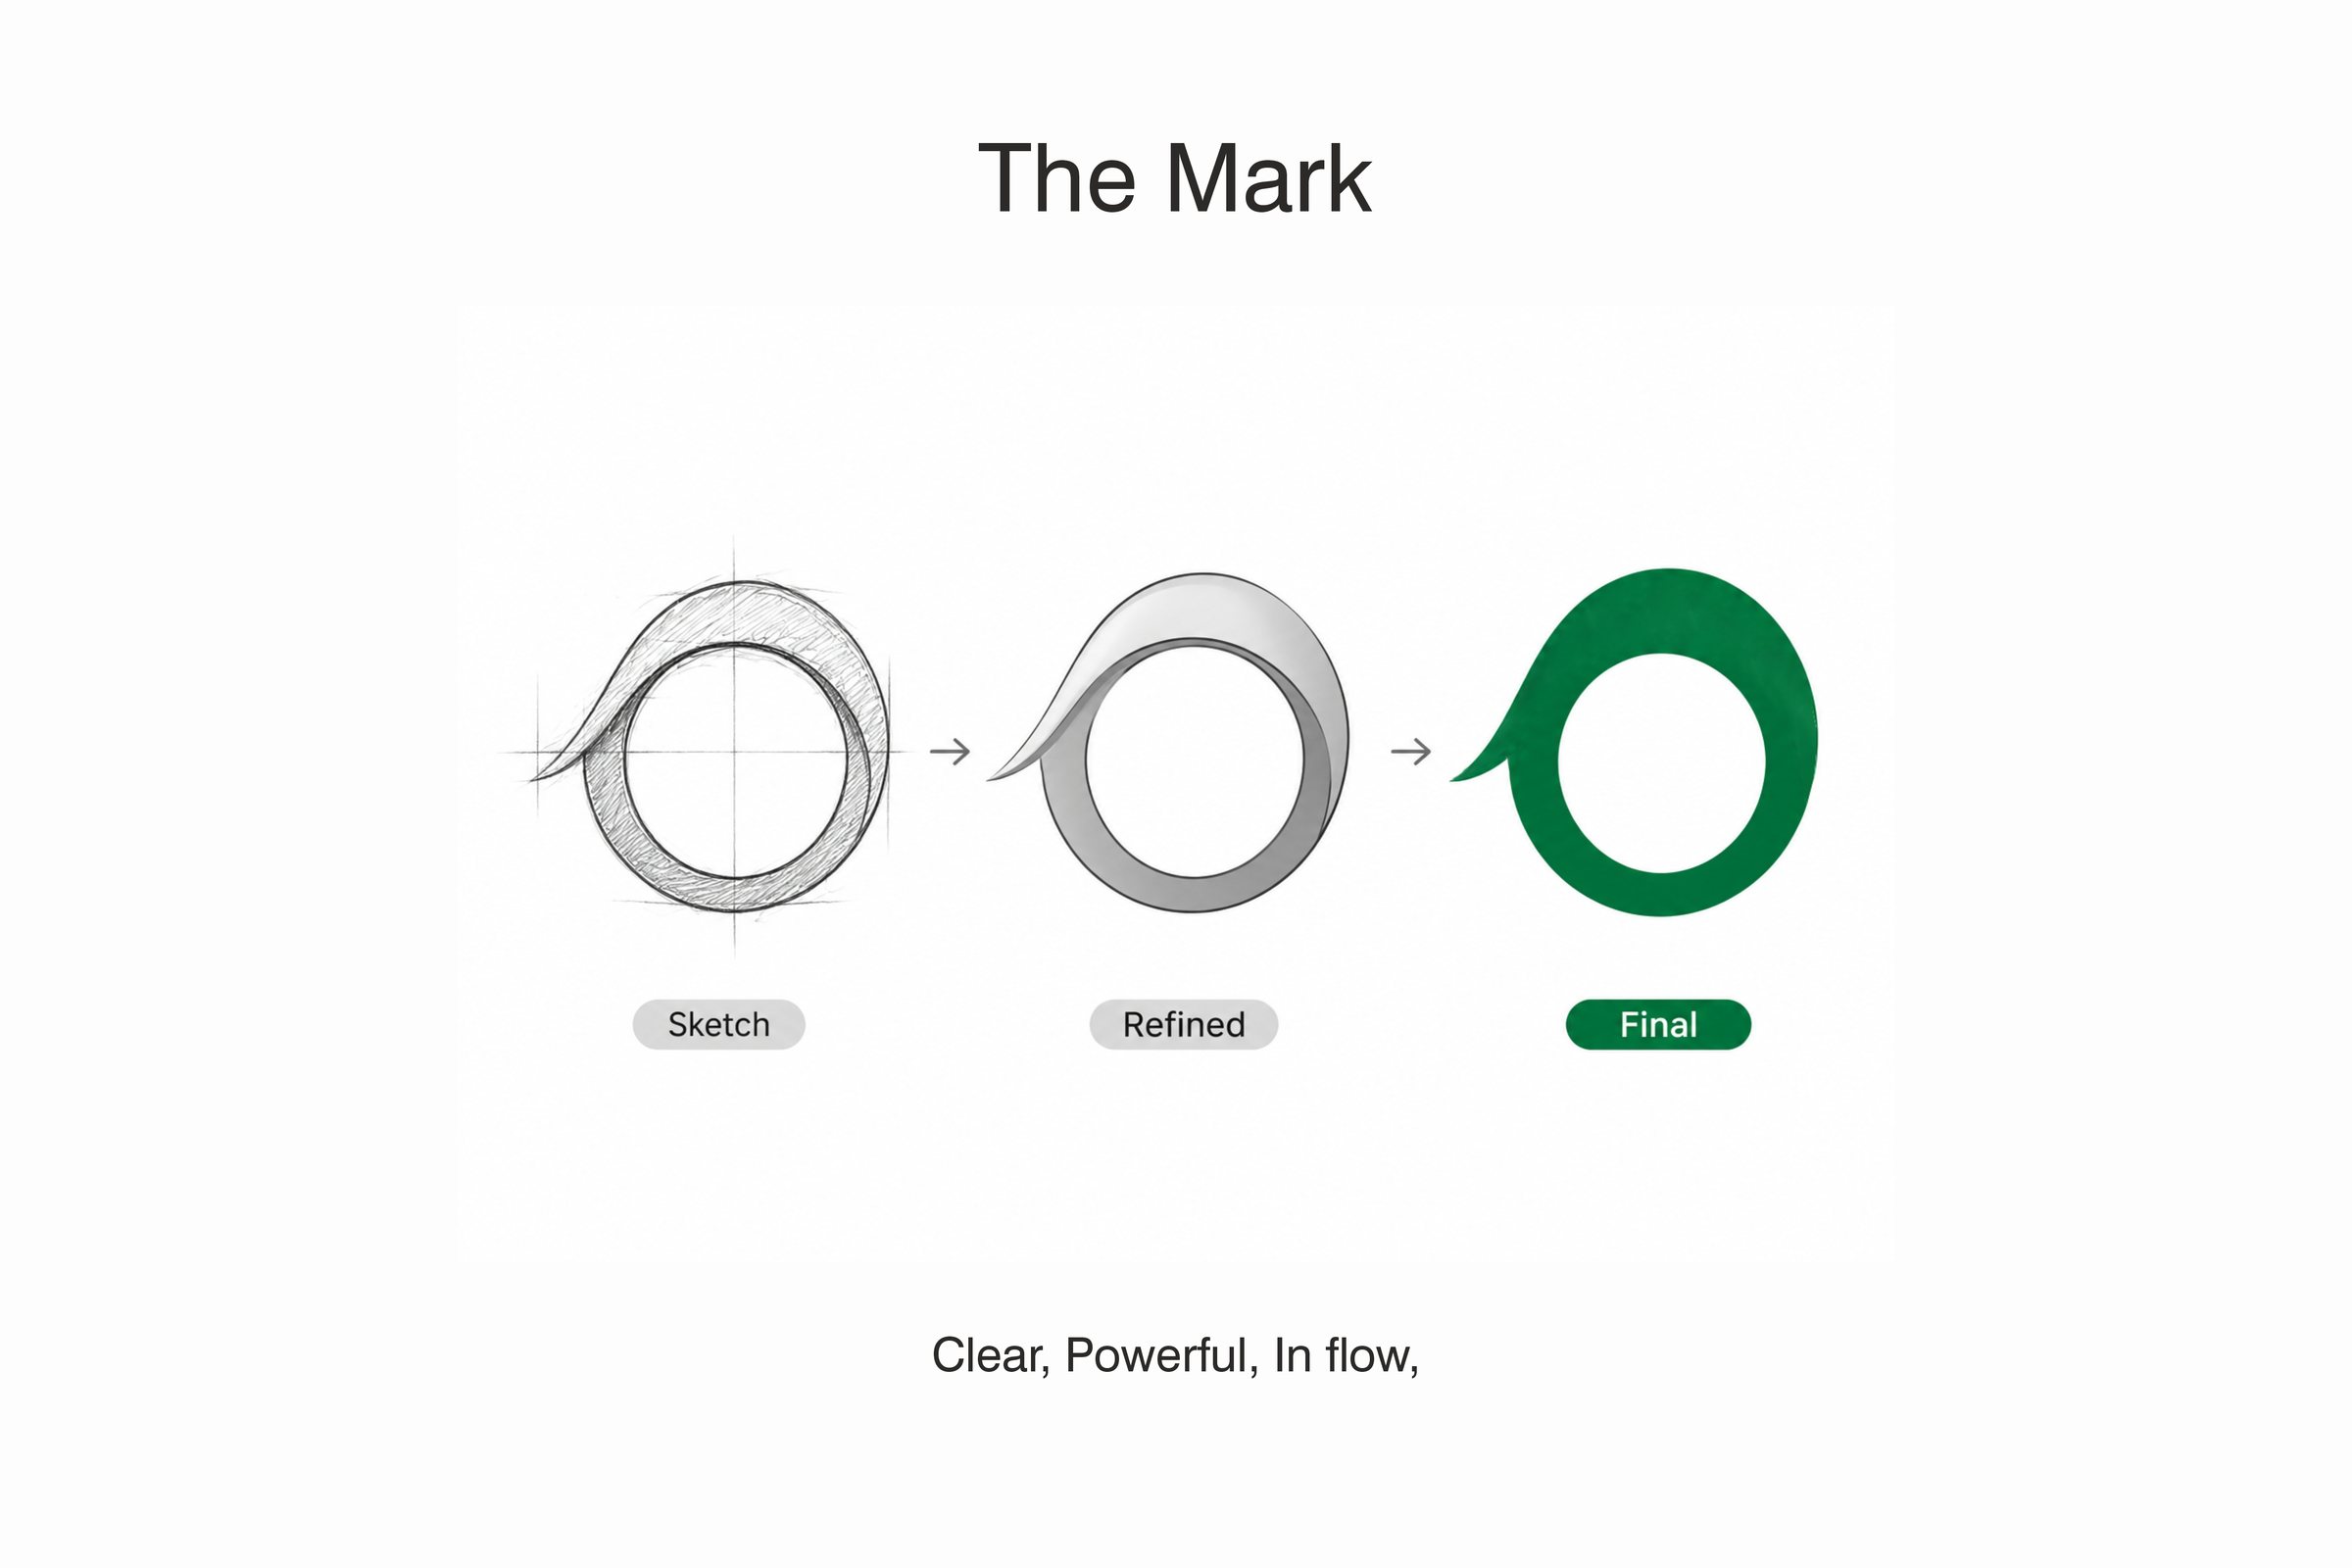 The Mark
Sketch
Refined
Final
Clear, Powerful, In flow,